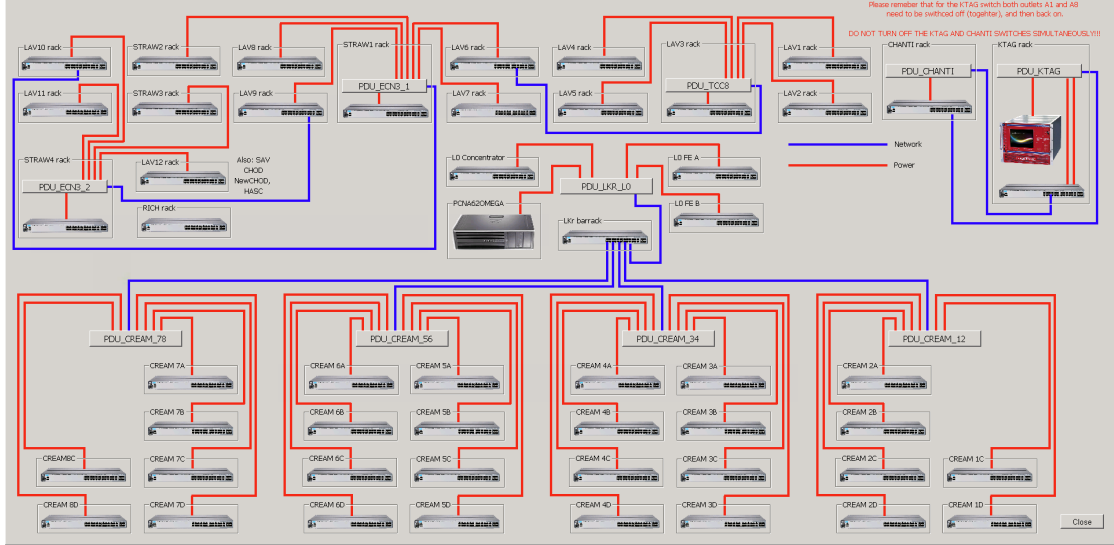 Please remeber that for the KTAG switch both outlets A1 and A8
need to be swithced off (togehter), and then back on.
DO NOT TURN OFF THE KTAG AND CHANTI SWITCHES SIMULTANEOUSLY!!!
LAV10 rack
STRAW2 rack
LAV8 rack
STRAW1 rack
LAV6 rack
LAV4 rack
LAV3 rack
LAV1 rack
CHANTI rack
KTAG rack
PDU_ECN3_1
PDU_TCC8
PDU_CHANTI
PDU_KTAG
LAV11 rack
STRAW3 rack
LAV9 rack
LAV7 rack
LAV5 rack
LAV2 rack
Network
Power
STRAW4 rack
LAV12 rack
Also: SAV
CHOD
NewCHOD,
HASC
PDU_ECN3_2
RICH rack
L0 Concentrator
L0 FE A
PDU_LKR_L0
PCNA62OMEGA
LKr barrack
L0 FE B
PDU_CREAM_78
PDU_CREAM_56
PDU_CREAM_34
PDU_CREAM_12
CREAM 7A
CREAM 6A
CREAM 5A
CREAM 4A
CREAM 3A
CREAM 2A
CREAM 7B
CREAM 6B
CREAM 5B
CREAM 4B
CREAM 3B
CREAM 2B
CREAM8C
CREAM 7C
CREAM 6C
CREAM 5C
CREAM 4C
CREAM 3C
CREAM 2C
CREAM 1C
CREAM 8D
CREAM 7D
CREAM 6D
CREAM 5D
CREAM 4D
CREAM 3D
CREAM 2D
CREAM 1D
Close